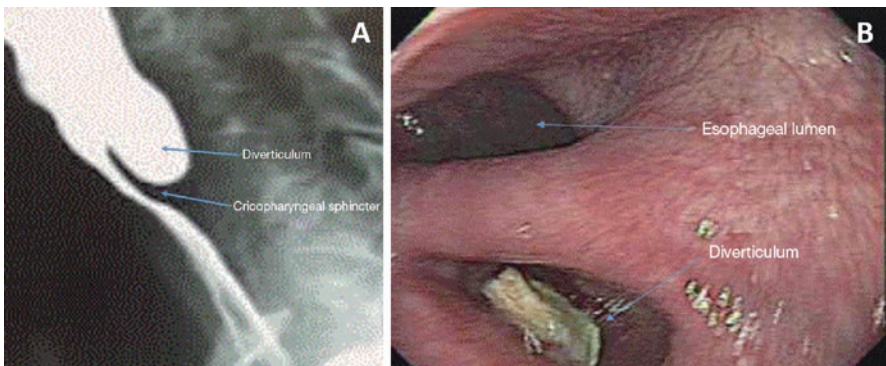 A
Diverticulum
Cricopharyngeal sphincter
B
Esophageal lumen
Diverticulum